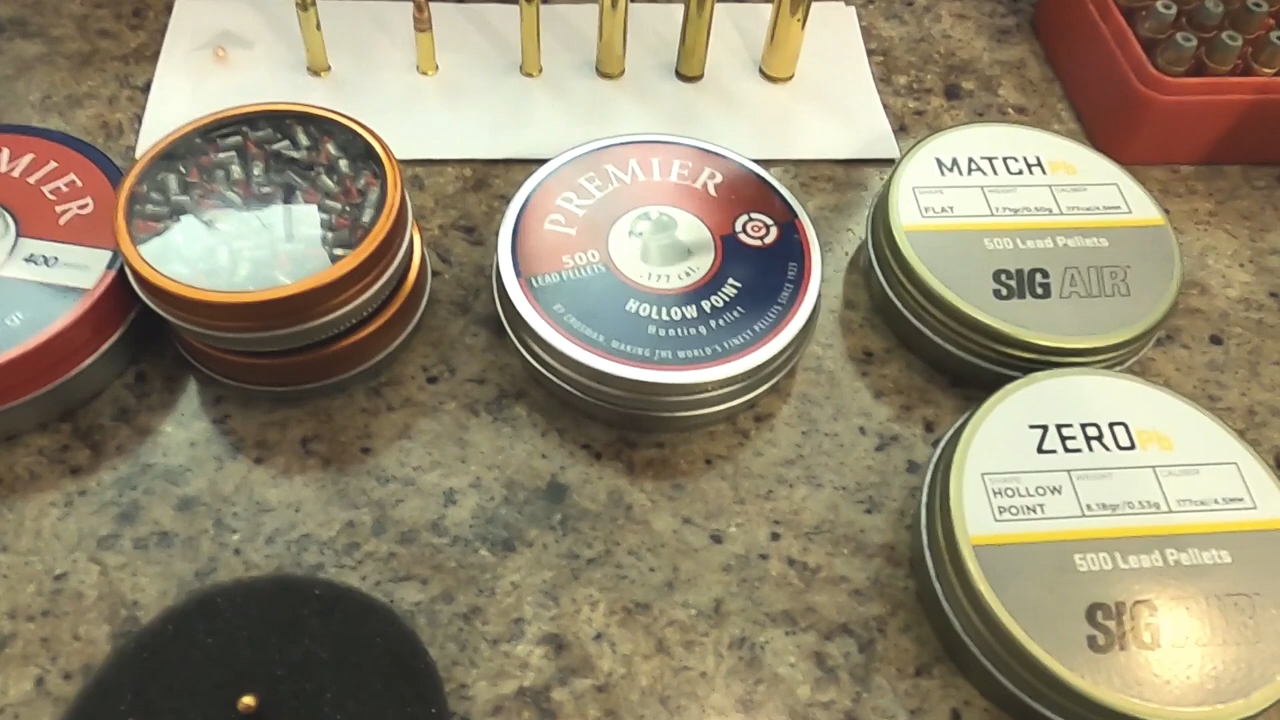 PREMIER
400
PREMIER
500
LEAD PELLETS
.177 cal.
HOLLOW POINT
Hunting Pellet
BY CROSMAN, MAKING THE WORLD'S FINEST PELLETS SINCE 1923
MATCH Pb
SHAPE WEIGHT CALIBER
FLAT 7.71gr/0.50g .177cal/4.5mm
500 Lead Pellets
SIG AIR
ZERO Pb
SHAPE WEIGHT CALIBER
HOLLOW POINT 8.18gr/0.53g .177cal/4.5mm
500 Lead Pellets
SIG AIR